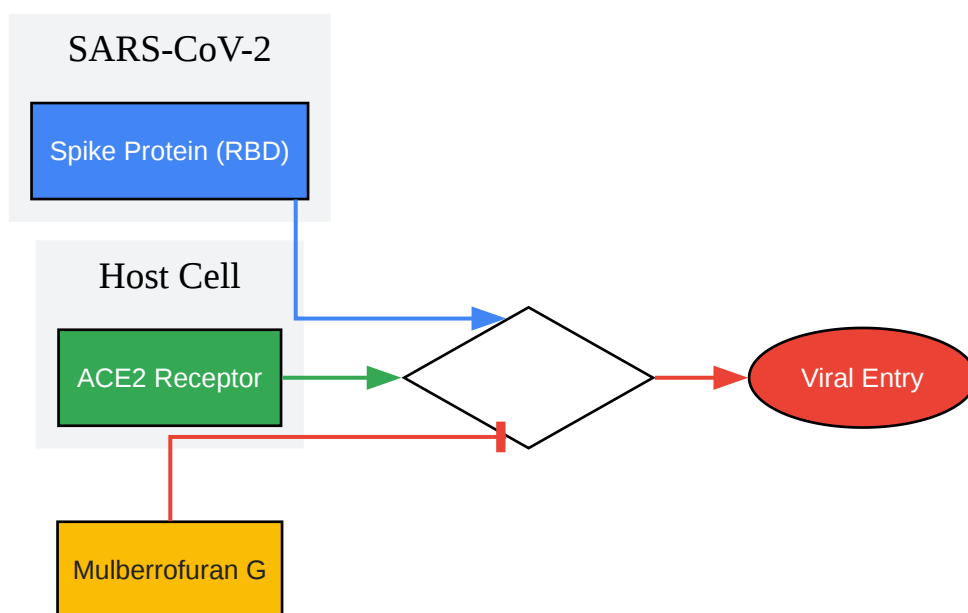 SARS-CoV-2
Spike Protein (RBD)
Host Cell
ACE2 Receptor
Viral Entry
Mulberrofuran G